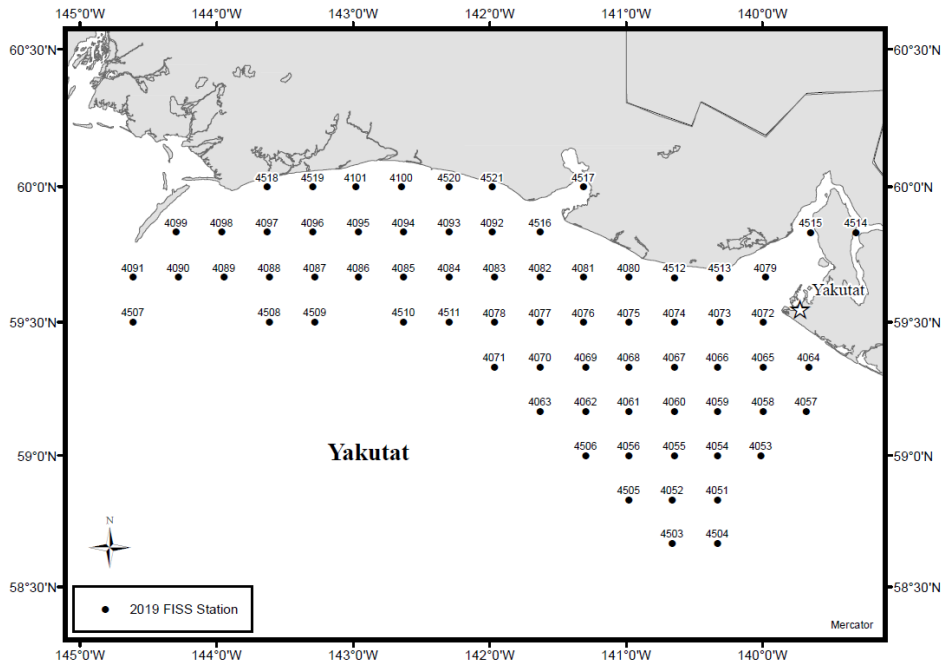 145°0'W 144°0'W 143°0'W 142°0'W 141°0'W 140°0'W
60°30'N 60°30'N
4518 4519 4101 4100 4520 4521 4517
60°0'N 60°0'N
4099 4098 4097 4096 4095 4094 4093 4092 4516 4515 4514
4091 4090 4089 4088 4087 4086 4085 4084 4083 4082 4081 4080 4512 4513 4079
Yakutat
4507 4508 4509 4510 4511 4078 4077 4076 4075 4074 4073 4072
59°30'N 59°30'N
4071 4070 4069 4068 4067 4066 4065 4064
4063 4062 4061 4060 4059 4058 4057
Yakutat
4506 4056 4055 4054 4053
59°0'N 59°0'N
4505 4052 4051
N
4503 4504
58°30'N 58°30'N
2019 FISS Station
Mercator
145°0'W 144°0'W 143°0'W 142°0'W 141°0'W 140°0'W